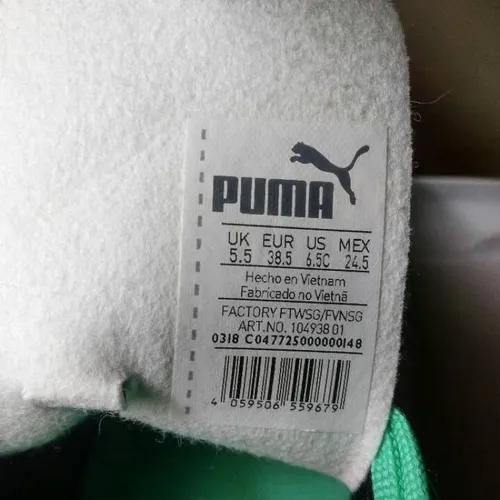 PUMA
UK EUR US MEX
5.5 38.5 6.5C 24.5
Hecho en Vietnam
Fabricado no Vietnã
FACTORY FTWSG/FVNSG
ART.NO. 104938 01
0318 C047725000000148
4 059506 559679